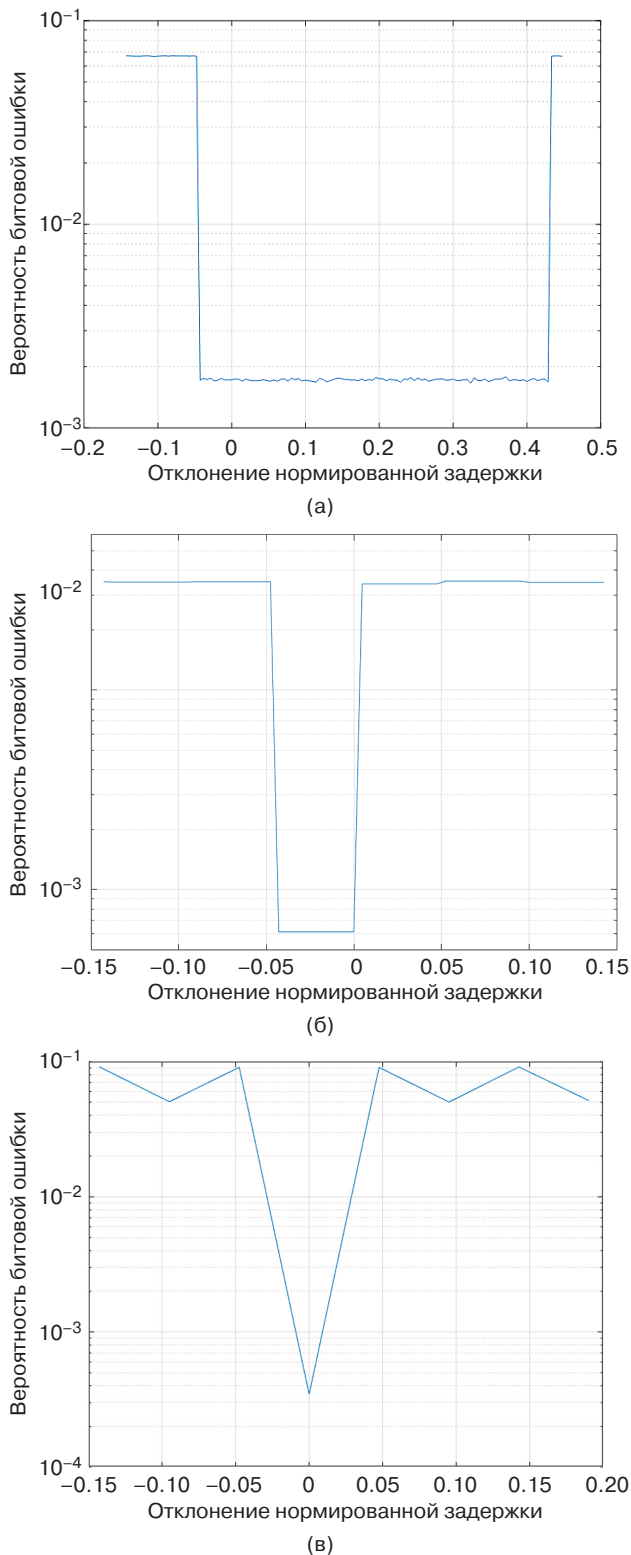 10−1
10−2
10−3
−0.2 −0.1 0 0.1 0.2 0.3 0.4 0.5
Вероятность битовой ошибки
Отклонение нормированной задержки
(а)
10−2
10−3
−0.15 −0.10 −0.05 0 0.05 0.10 0.15
Вероятность битовой ошибки
Отклонение нормированной задержки
(б)
10−1
10−2
10−3
10−4
−0.15 −0.10 −0.05 0 0.05 0.10 0.15 0.20
Вероятность битовой ошибки
Отклонение нормированной задержки
(в)